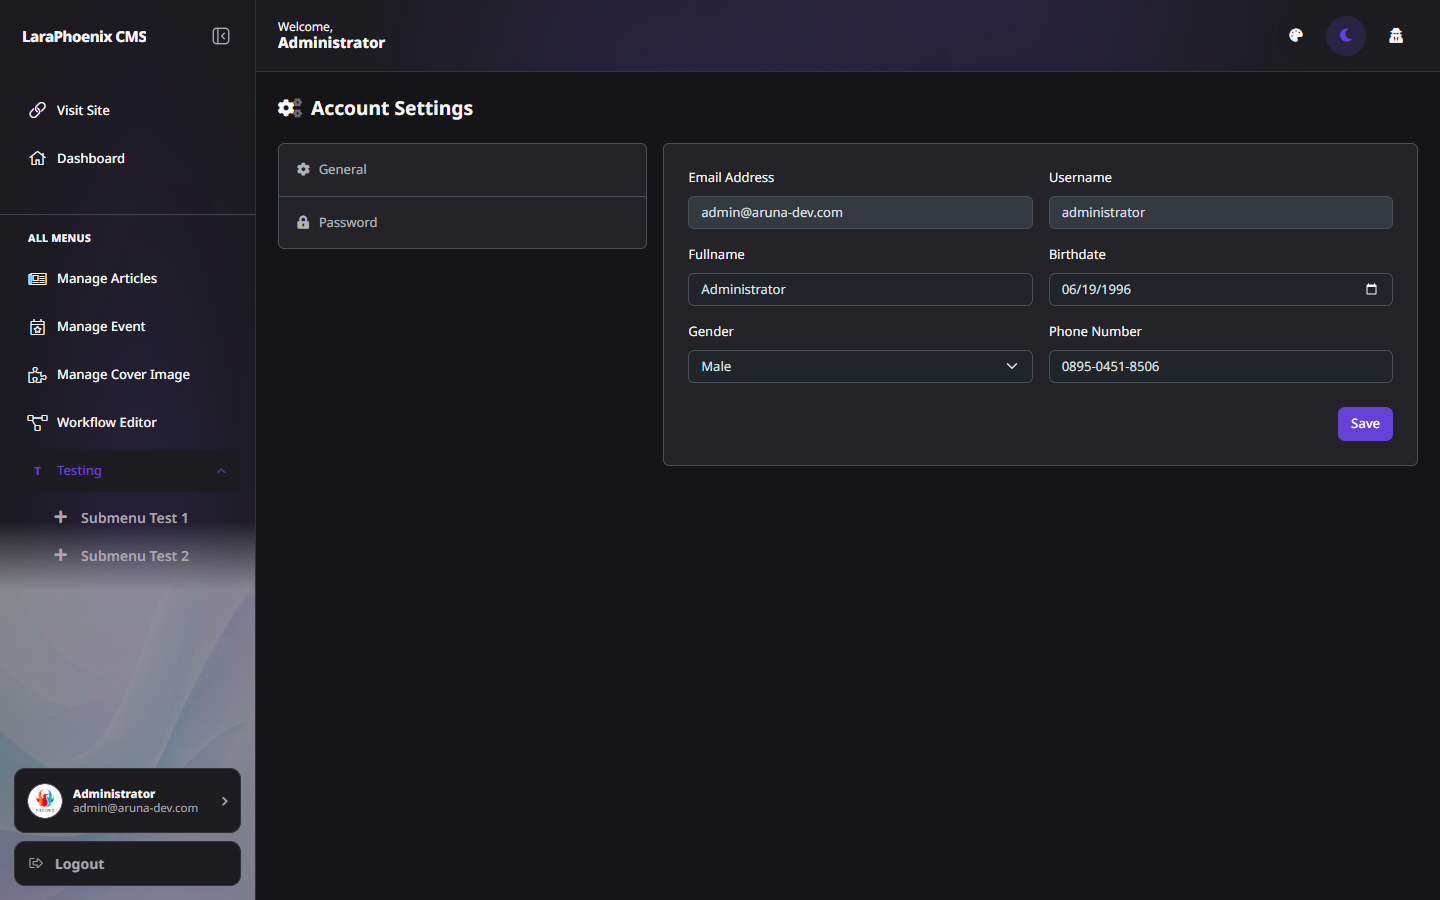 LaraPhoenix CMS
Visit Site
Dashboard
ALL MENUS
Manage Articles
Manage Event
Manage Cover Image
Workflow Editor
T Testing
Submenu Test 1
Submenu Test 2
Administrator
admin@aruna-dev.com
Logout
Welcome,
Administrator
Account Settings
General
Password
Email Address
admin@aruna-dev.com
Username
administrator
Fullname
Administrator
Birthdate
06/19/1996
Gender
Male
Phone Number
0895-0451-8506
Save